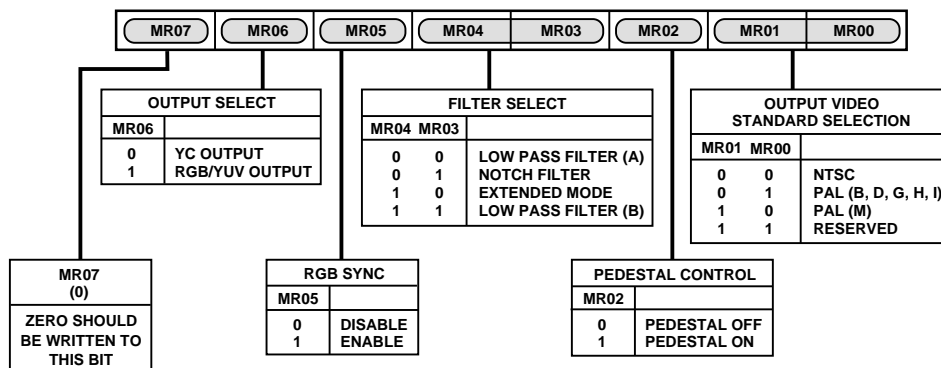 MR07 MR06 MR05 MR04 MR03 MR02 MR01 MR00
OUTPUT SELECT
MR06
0 YC OUTPUT
1 RGB/YUV OUTPUT
FILTER SELECT
MR04 MR03
0 0 LOW PASS FILTER (A)
0 1 NOTCH FILTER
1 0 EXTENDED MODE
1 1 LOW PASS FILTER (B)
OUTPUT VIDEO
STANDARD SELECTION
MR01 MR00
0 0 NTSC
0 1 PAL (B, D, G, H, I)
1 0 PAL (M)
1 1 RESERVED
MR07
(0)
ZERO SHOULD
BE WRITTEN TO
THIS BIT
RGB SYNC
MR05
0 DISABLE
1 ENABLE
PEDESTAL CONTROL
MR02
0 PEDESTAL OFF
1 PEDESTAL ON